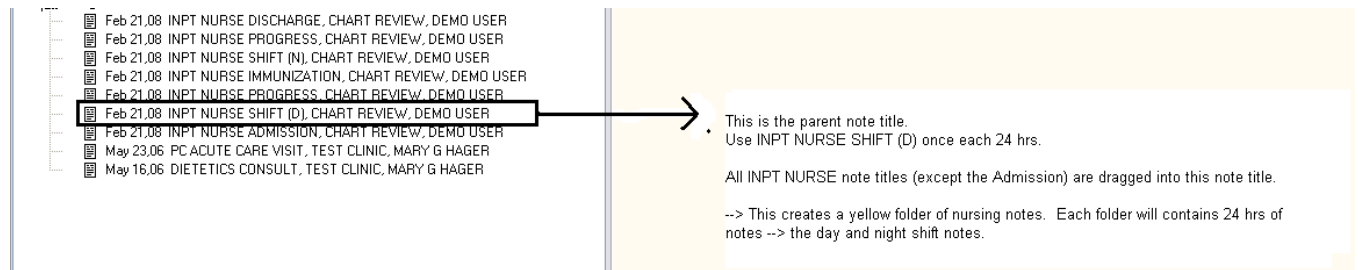 Feb 21,08 INPT NURSE DISCHARGE, CHART REVIEW, DEMO USER
Feb 21,08 INPT NURSE PROGRESS, CHART REVIEW, DEMO USER
Feb 21,08 INPT NURSE SHIFT (N), CHART REVIEW, DEMO USER
Feb 21,08 INPT NURSE IMMUNIZATION, CHART REVIEW, DEMO USER
Feb 21,08 INPT NURSE PROGRESS, CHART REVIEW, DEMO USER
Feb 21,08 INPT NURSE SHIFT (D), CHART REVIEW, DEMO USER
Feb 21,08 INPT NURSE ADMISSION, CHART REVIEW, DEMO USER
May 23,06 PC ACUTE CARE VISIT, TEST CLINIC, MARY G HAGER
May 16,06 DIETETICS CONSULT, TEST CLINIC, MARY G HAGER
This is the parent note title.
Use INPT NURSE SHIFT (D) once each 24 hrs.
All INPT NURSE note titles (except the Admission) are dragged into this note title.
--> This creates a yellow folder of nursing notes.  Each folder will contains 24 hrs of
notes --> the day and night shift notes.